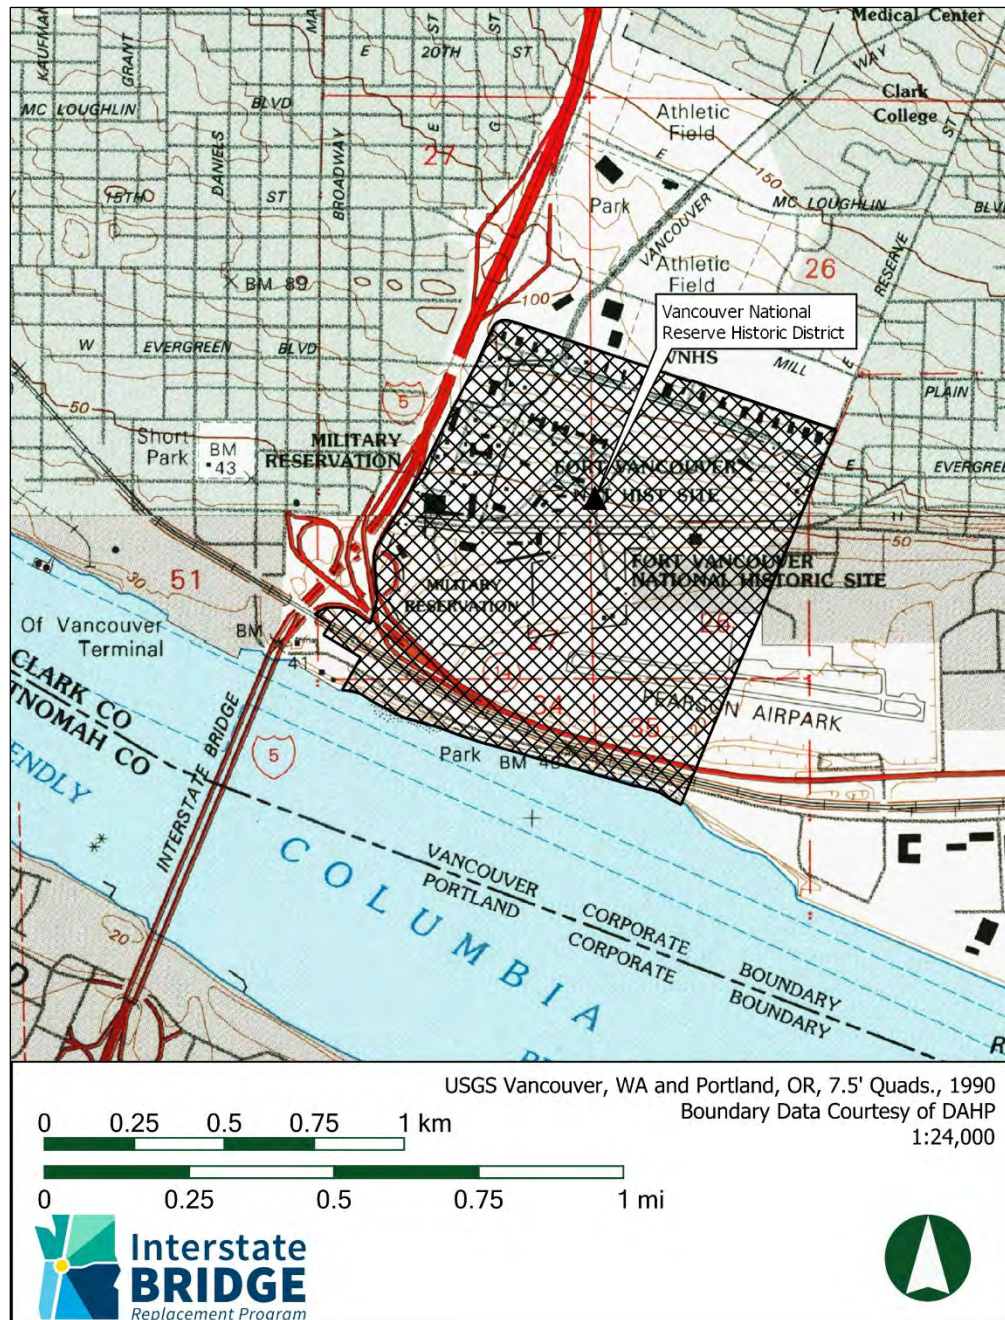 Medical Center
KAUFMAN
GRANT
MA
ST
ST
E 20TH ST
WAY
MC LOUGHLIN BLVD
Clark
College
Athletic
Field
ST
DANIELS
BROADWAY
E
G
27
E
150
15TH ST
Park
MC LOUGHLIN BLV
VANCOUVER
RESERVE
Athletic
Field
26
BM 89
100
Vancouver National
Reserve Historic District
W EVERGREEN BLVD
VNHS
MILL
E
PLAIN
5
50
Short
Park
BM
43
MILITARY
RESERVATION
FORT VANCOUVER
NATL HIST SITE
E EVERGREE
H
50
FORT VANCOUVER
NATIONAL HISTORIC SITE
51
30
MILITARY
RESERVATION
Of Vancouver
Terminal
BM
41
27
26
14
34
35
PEARSON AIRPARK
CLARK CO
TNOMAH CO
INTERSTATE BRIDGE
5
Park
BM
ENDLY
COLUMBIA
VANCOUVER
PORTLAND
CORPORATE
CORPORATE
BOUNDARY
BOUNDARY
20
D
R
USGS Vancouver, WA and Portland, OR, 7.5' Quads., 1990
Boundary Data Courtesy of DAHP
1:24,000
0 0.25 0.5 0.75 1 km
0 0.25 0.5 0.75 1 mi
Interstate
BRIDGE
Replacement Program